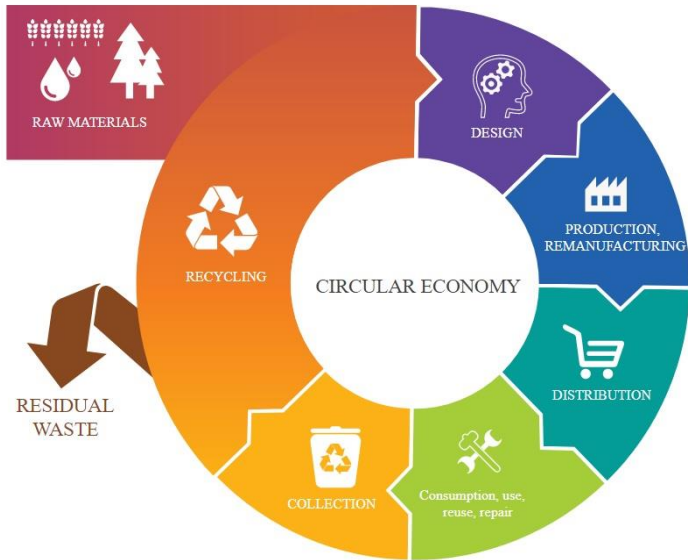 RAW MATERIALS
DESIGN
PRODUCTION,
REMANUFACTURING
RECYCLING
CIRCULAR ECONOMY
DISTRIBUTION
RESIDUAL
WASTE
COLLECTION
Consumption, use,
reuse, repair